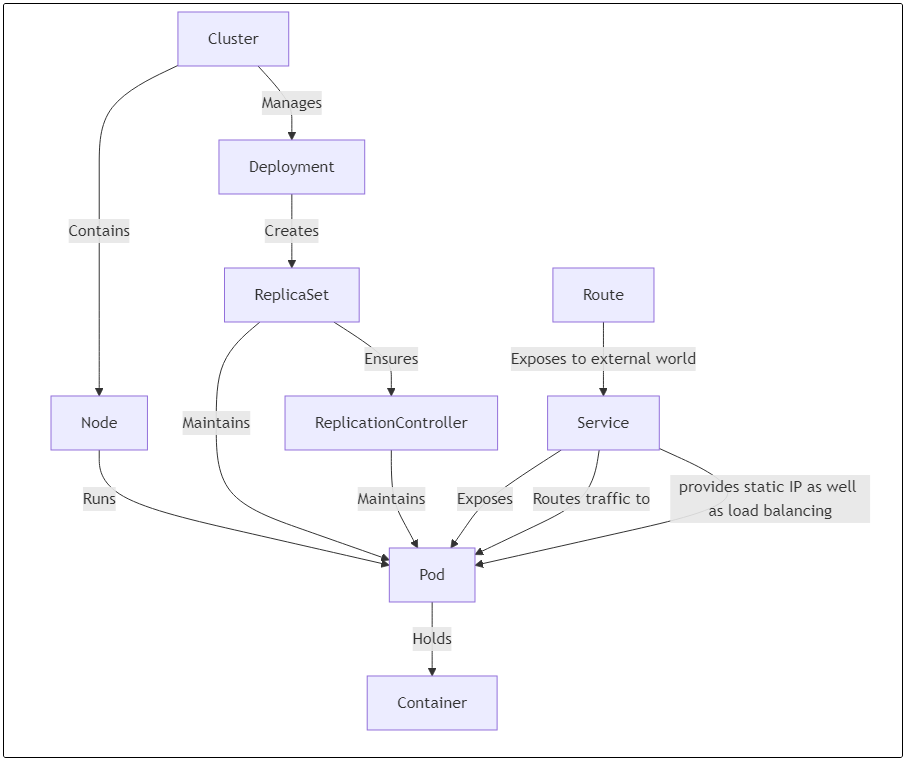 Cluster
Manages
Deployment
Contains
Creates
ReplicaSet
Route
Ensures
Exposes to external world
Node
Maintains
ReplicationController
Service
Runs
Maintains
Exposes
Routes traffic to
provides static IP as well
as load balancing
Pod
Holds
Container